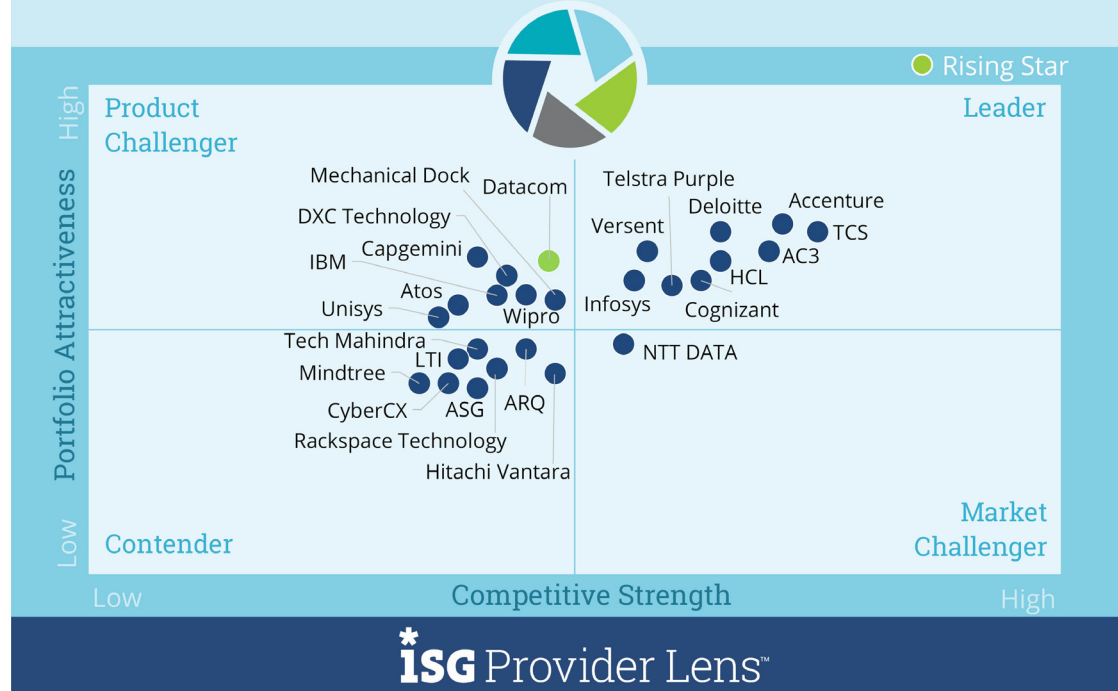 Rising Star
High
Product
Challenger
Leader
Mechanical Dock
Datacom
Telstra Purple
DXC Technology
Deloitte
Accenture
Versent
TCS
Capgemini
AC3
IBM
HCL
Atos
Infosys
Unisys
Wipro
Cognizant
Tech Mahindra
NTT DATA
LTI
Mindtree
CyberCX
ASG
ARQ
Rackspace Technology
Hitachi Vantara
Portfolio Attractiveness
Market
Challenger
Contender
Low
Low
Competitive Strength
High
*iSG Provider Lens™